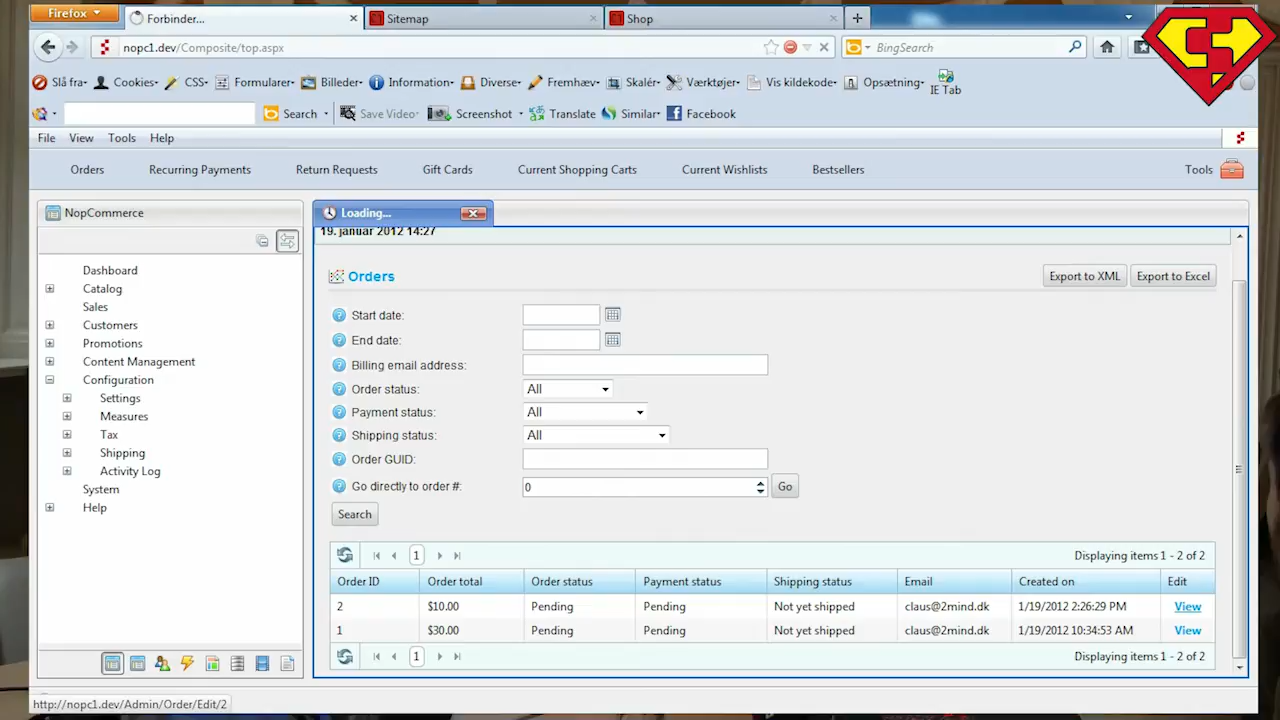 Firefox
Forbinder...
Sitemap
Shop
nopc1.dev/Composite/top.aspx
BingSearch
Slå fra
Cookies
CSS
Formularer
Billeder
Information
Diverse
Fremhæv
Skalér
Værktøjer
Vis kildekode
Opsætning
IE Tab
Search
Save Video
Screenshot
Translate
Similar
Facebook
File View Tools Help
Orders Recurring Payments Return Requests Gift Cards Current Shopping Carts Current Wishlists Bestsellers Tools
NopCommerce
Dashboard
Catalog
Sales
Customers
Promotions
Content Management
Configuration
Settings
Measures
Tax
Shipping
Activity Log
System
Help
Loading...
19. januar 2012 14:27
Orders
Export to XML Export to Excel
Start date:
End date:
Billing email address:
Order status: All
Payment status: All
Shipping status: All
Order GUID:
Go directly to order #: 0 Go
Search
1 Displaying items 1 - 2 of 2
Order ID Order total Order status Payment status Shipping status Email Created on Edit
2 $10.00 Pending Pending Not yet shipped claus@2mind.dk 1/19/2012 2:26:29 PM View
1 $30.00 Pending Pending Not yet shipped claus@2mind.dk 1/19/2012 10:34:53 AM View
1 Displaying items 1 - 2 of 2
http://nopc1.dev/Admin/Order/Edit/2